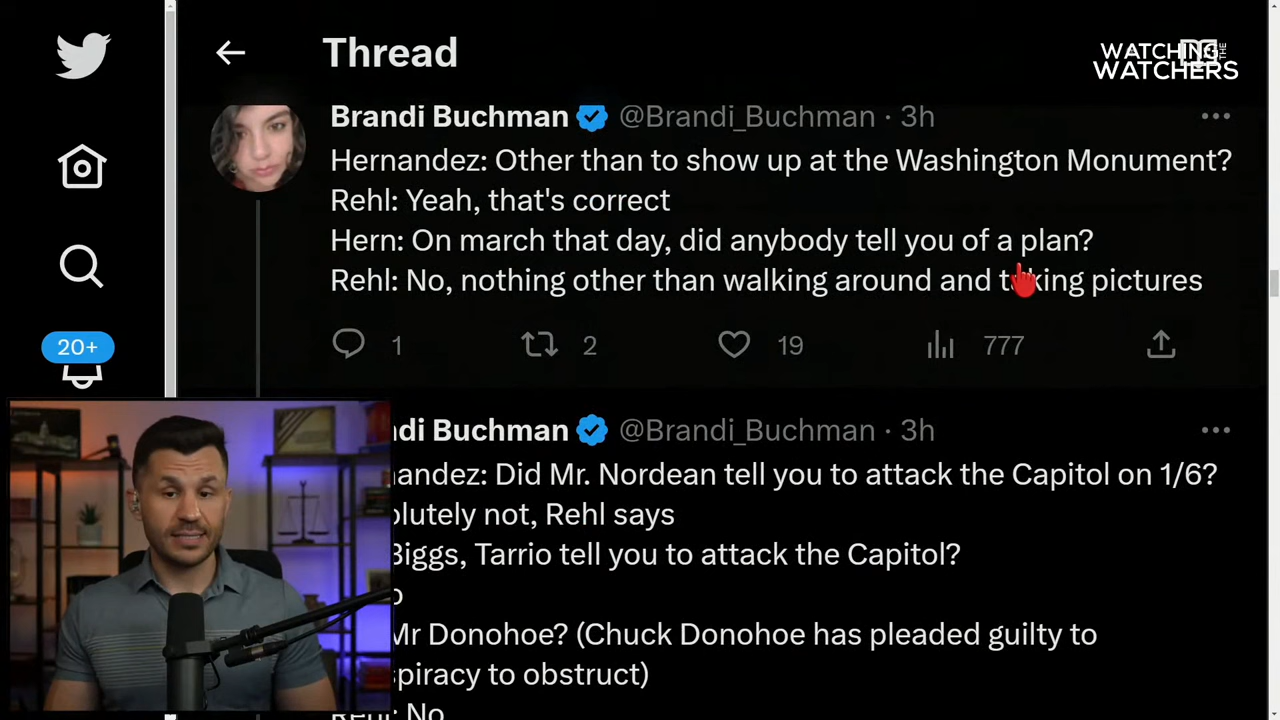 Thread
WATCHING THE
WATCHERS
Brandi Buchman @Brandi_Buchman · 3h
Hernandez: Other than to show up at the Washington Monument?
Rehl: Yeah, that's correct
Hern: On march that day, did anybody tell you of a plan?
Rehl: No, nothing other than walking around and taking pictures
1 2 19 777
20+
ndi Buchman @Brandi_Buchman · 3h
nandez: Did Mr. Nordean tell you to attack the Capitol on 1/6?
olutely not, Rehl says
Biggs, Tarrio tell you to attack the Capitol?
o
Mr Donohoe? (Chuck Donohoe has pleaded guilty to
spiracy to obstruct)
Rehl: No